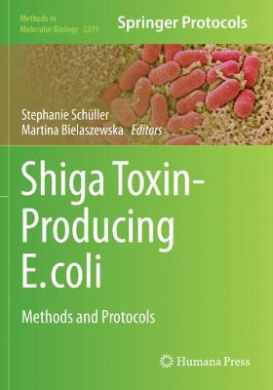 Methods in
Molecular Biology 2291
Springer Protocols
Stephanie Schüller
Martina Bielaszewska Editors
Shiga Toxin-
Producing
E. coli
Methods and Protocols
Humana Press